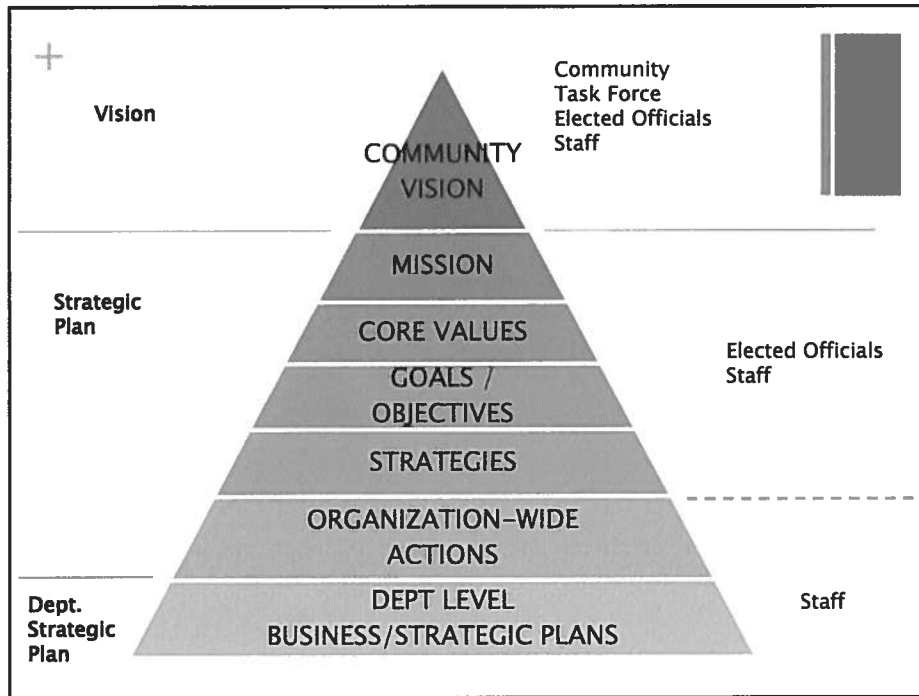 Vision
Community
Task Force
Elected Officials
Staff
COMMUNITY
VISION
Strategic
Plan
MISSION
CORE VALUES
GOALS /
OBJECTIVES
STRATEGIES
Elected Officials
Staff
ORGANIZATION-WIDE
ACTIONS
Dept.
Strategic
Plan
DEPT LEVEL
BUSINESS/STRATEGIC PLANS
Staff